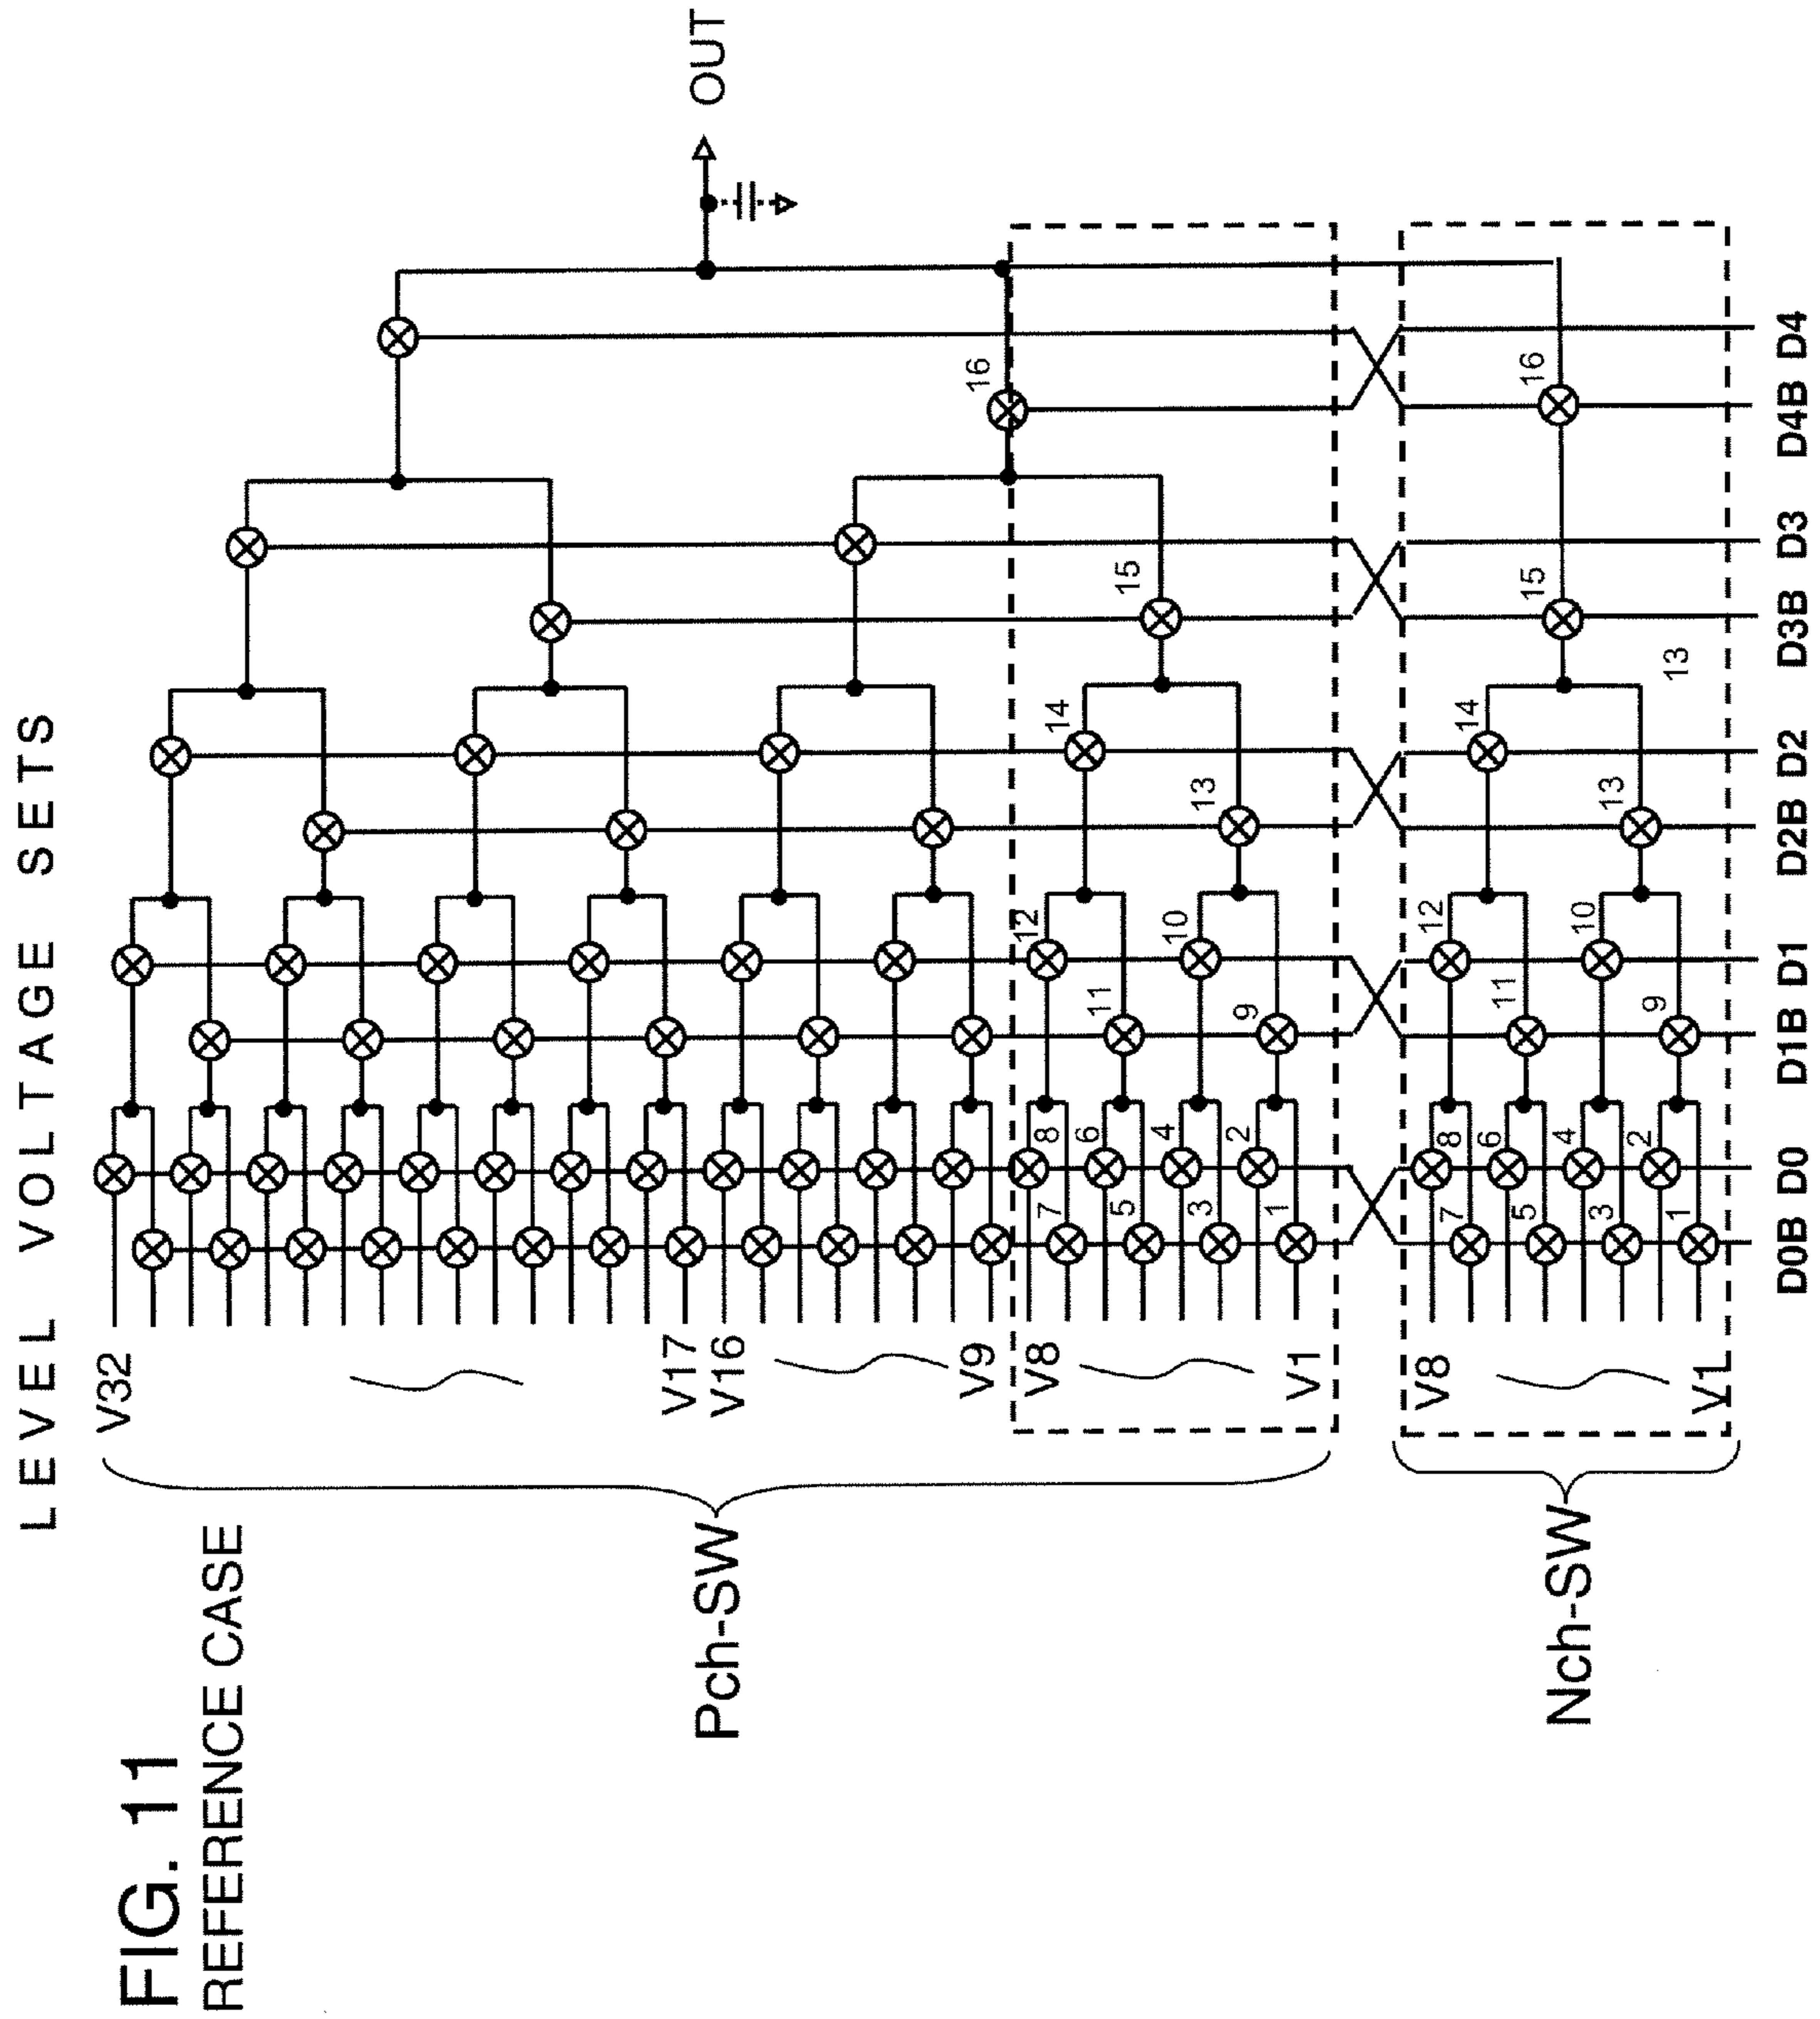 FIG. 11
REFERENCE CASE
LEVEL VOLTAGE SETS
V32
V17
V16
V9
V8
V1
V8
V1
Pch-SW
Nch-SW
7
5
3
1
7
5
3
1
8
6
4
2
8
6
4
2
11
9
11
9
12
10
12
10
13
13
14
14
13
15
15
16
16
OUT
D0B D0 D1B D1 D2B D2 D3B D3 D4B D4